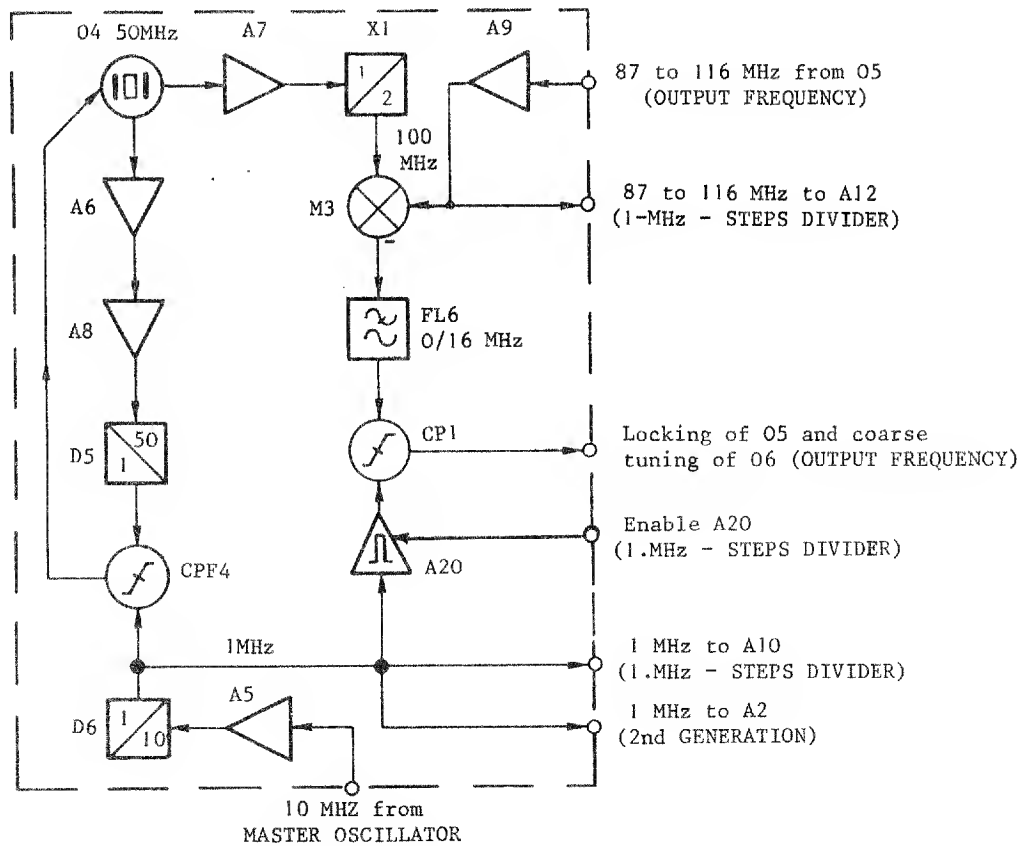 04 50MHz
A7
X1
A9
1
2
87 to 116 MHz from 05
(OUTPUT FREQUENCY)
100
MHz
A6
M3
-
87 to 116 MHz to A12
(1-MHz - STEPS DIVIDER)
A8
FL6
0/16 MHz
D5
50
1
CP1
Locking of 05 and coarse
tuning of 06 (OUTPUT FREQUENCY)
CPF4
A20
Enable A20
(1.MHz - STEPS DIVIDER)
1MHz
1 MHz to A10
(1.MHz - STEPS DIVIDER)
D6
1
10
A5
1 MHz to A2
(2nd GENERATION)
10 MHZ from
MASTER OSCILLATOR